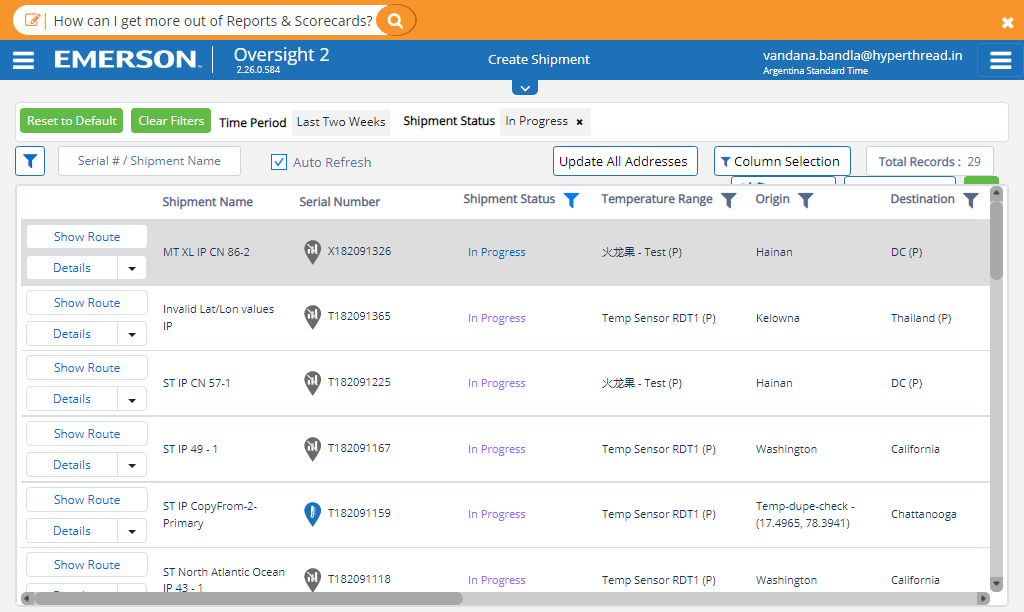 How can I get more out of Reports & Scorecards?
EMERSON.
Oversight 2
2.26.0.584
Create Shipment
vandana.bandla@hyperthread.in
Argentina Standard Time
Reset to Default
Clear Filters
Time Period
Last Two Weeks
Shipment Status
In Progress ×
Serial # / Shipment Name
Auto Refresh
Update All Addresses
Column Selection
Total Records : 29
Shipment Name Serial Number Shipment Status Temperature Range Origin Destination
Show Route
Details
MT XL IP CN 86-2 X182091326 In Progress 火龙果 - Test (P) Hainan DC (P)
Show Route
Details
Invalid Lat/Lon values
IP
T182091365 In Progress Temp Sensor RDT1 (P) Kelowna Thailand (P)
Show Route
Details
ST IP CN 57-1 T182091225 In Progress 火龙果 - Test (P) Hainan DC (P)
Show Route
Details
ST IP 49 - 1 T182091167 In Progress Temp Sensor RDT1 (P) Washington California
Show Route
Details
ST IP CopyFrom-2-
Primary
T182091159 In Progress Temp Sensor RDT1 (P)
Temp-dupe-check -
(17.4965, 78.3941)
Chattanooga
Show Route
ST North Atlantic Ocean
IP 43 - 1
T182091118 In Progress Temp Sensor RDT1 (P) Washington California